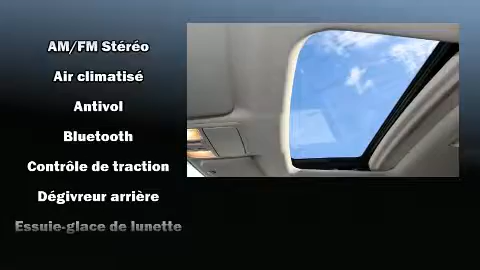 AM/FM Stéréo
Air climatisé
Antivol
Bluetooth
Contrôle de traction
Dégivreur arrière
Essuie-glace de lunette